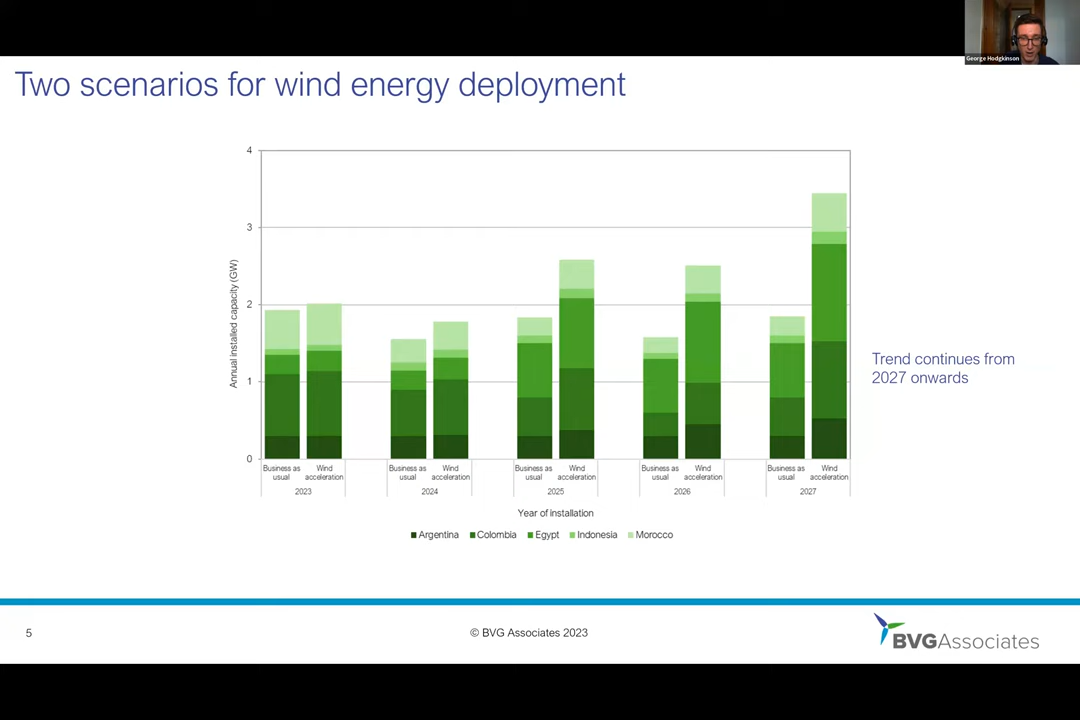 George Hodgkinson
Two scenarios for wind energy deployment
4
3
2
1
0
Annual installed capacity (GW)
Business as
usual
Wind
acceleration
2023
Business as
usual
Wind
acceleration
2024
Business as
usual
Wind
acceleration
2025
Business as
usual
Wind
acceleration
2026
Business as
usual
Wind
acceleration
2027
Year of installation
Argentina Colombia Egypt Indonesia Morocco
Trend continues from
2027 onwards
5
© BVG Associates 2023
BVGAssociates